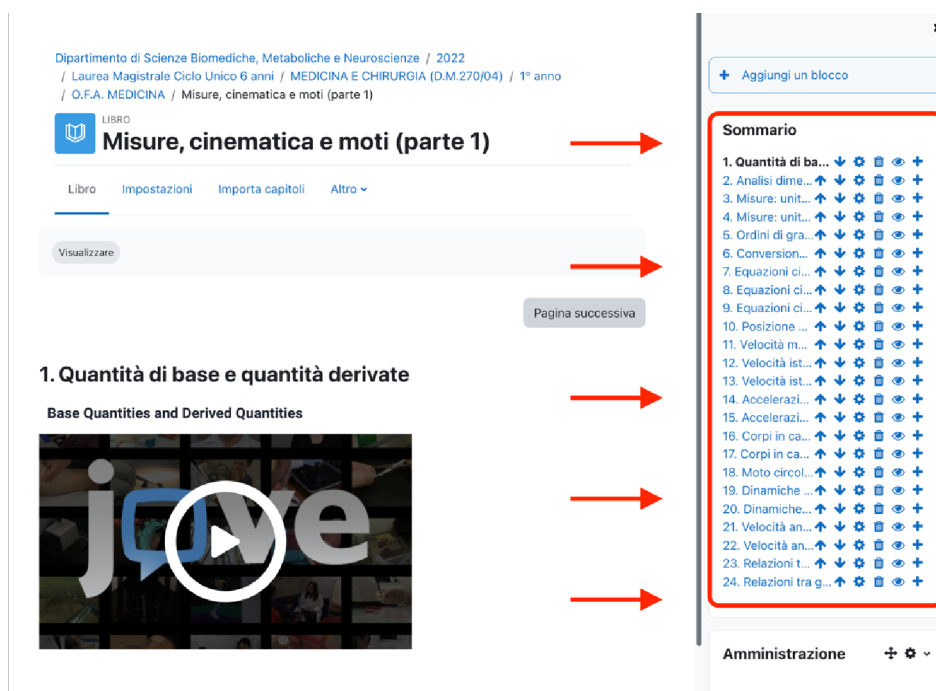 Dipartimento di Scienze Biomediche, Metaboliche e Neuroscienze / 2022
/ Laurea Magistrale Ciclo Unico 6 anni / MEDICINA E CHIRURGIA (D.M.270/04) / 1° anno
/ O.F.A. MEDICINA / Misure, cinematica e moti (parte 1)
LIBRO
Misure, cinematica e moti (parte 1)
Libro Impostazioni Importa capitoli Altro
Visualizzare
Pagina successiva
1. Quantità di base e quantità derivate
Base Quantities and Derived Quantities
jove
+ Aggiungi un blocco
Sommario
1. Quantità di ba...
2. Analisi dime...
3. Misure: unit...
4. Misure: unit...
5. Ordini di gra...
6. Conversion...
7. Equazioni ci...
8. Equazioni ci...
9. Equazioni ci...
10. Posizione ...
11. Velocità m...
12. Velocità ist...
13. Velocità ist...
14. Accelerazi...
15. Accelerazi...
16. Corpi in ca...
17. Corpi in ca...
18. Moto circol...
19. Dinamiche ...
20. Dinamiche...
21. Velocità an...
22. Velocità an...
23. Relazioni t...
24. Relazioni tra g...
Amministrazione